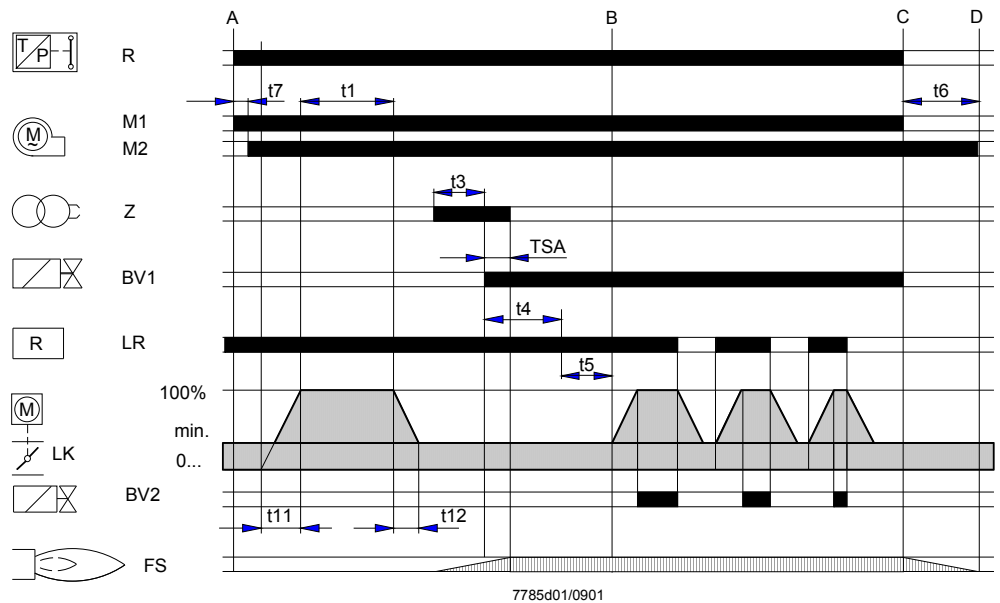 A B C D
T P R
t7 t1 t6
M ~ M1
M2
t3
Z
TSA
BV1
t4
R LR
t5
100%
M
min.
LK
0...
BV2
t11 t12
FS
7785d01/0901